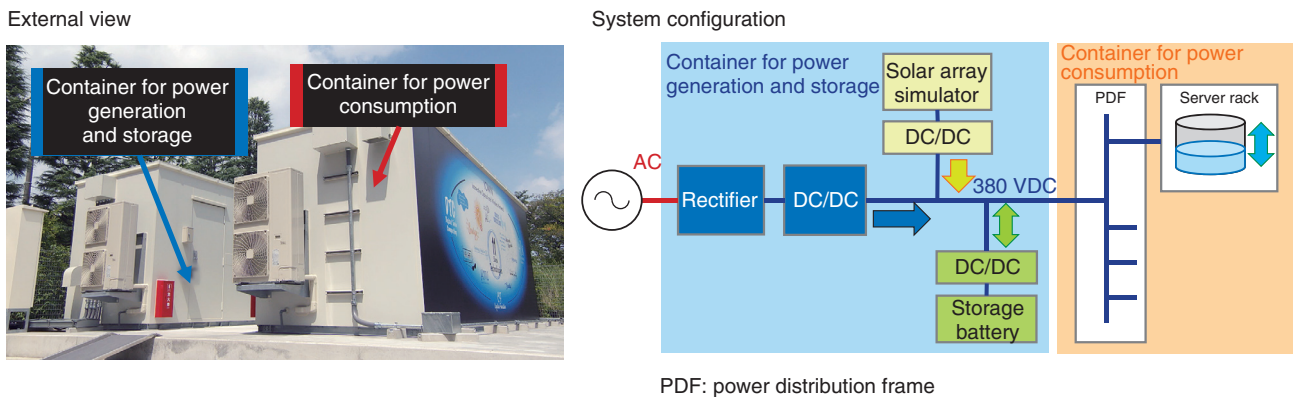 External view
Container for power
generation
and storage
Container for power
consumption
System configuration
Container for power
generation and storage
Solar array
simulator
DC/DC
AC
Rectifier
DC/DC
380 VDC
DC/DC
Storage
battery
Container for power
consumption
PDF
Server rack
PDF: power distribution frame